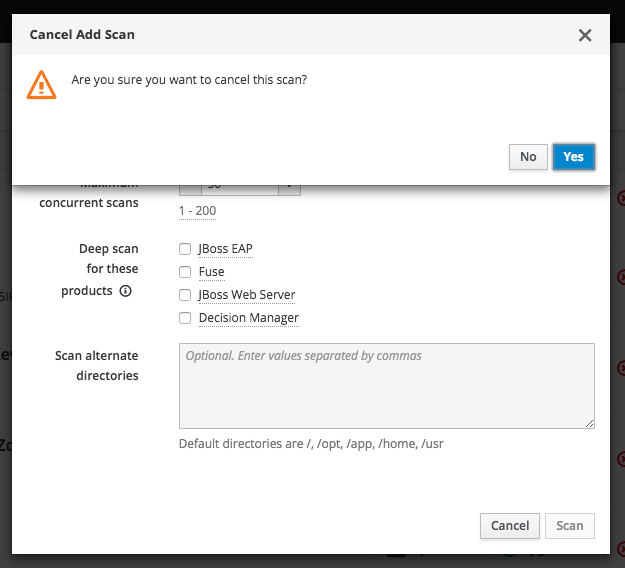 Cancel Add Scan
Are you sure you want to cancel this scan?
No Yes
Maximum
concurrent scans
1 - 200
Deep scan
for these
products
JBoss EAP
Fuse
JBoss Web Server
Decision Manager
Scan alternate
directories
Optional. Enter values separated by commas
Default directories are /, /opt, /app, /home, /usr
Cancel Scan